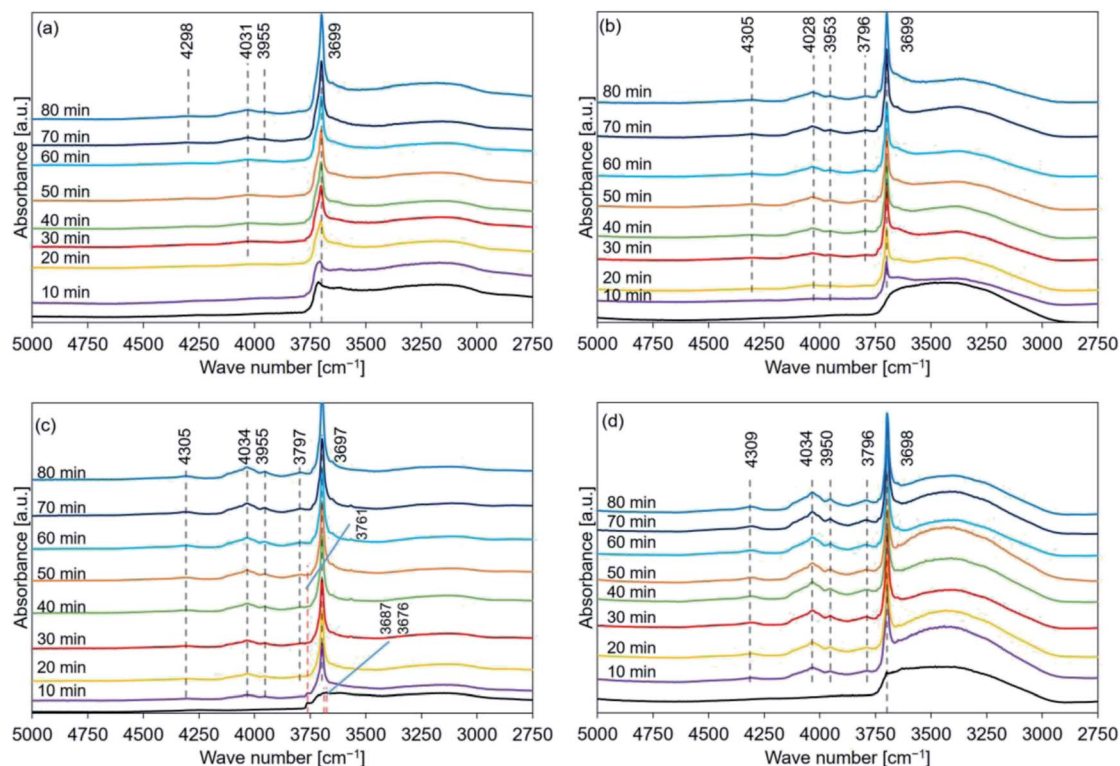 (a)
4298
4031
3955
3699
80 min
70 min
60 min
50 min
40 min
30 min
20 min
10 min
Absorbance [a.u.]
5000 4750 4500 4250 4000 3750 3500 3250 3000 2750
Wave number [cm⁻¹]
(b)
4305
4028
3953
3796
3699
80 min
70 min
60 min
50 min
40 min
30 min
20 min
10 min
Absorbance [a.u.]
5000 4750 4500 4250 4000 3750 3500 3250 3000 2750
Wave number [cm⁻¹]
(c)
4305
4034
3955
3797
3697
3761
3687
3676
80 min
70 min
60 min
50 min
40 min
30 min
20 min
10 min
Absorbance [a.u.]
5000 4750 4500 4250 4000 3750 3500 3250 3000 2750
Wave number [cm⁻¹]
(d)
4309
4034
3950
3796
3698
80 min
70 min
60 min
50 min
40 min
30 min
20 min
10 min
Absorbance [a.u.]
5000 4750 4500 4250 4000 3750 3500 3250 3000 2750
Wave number [cm⁻¹]